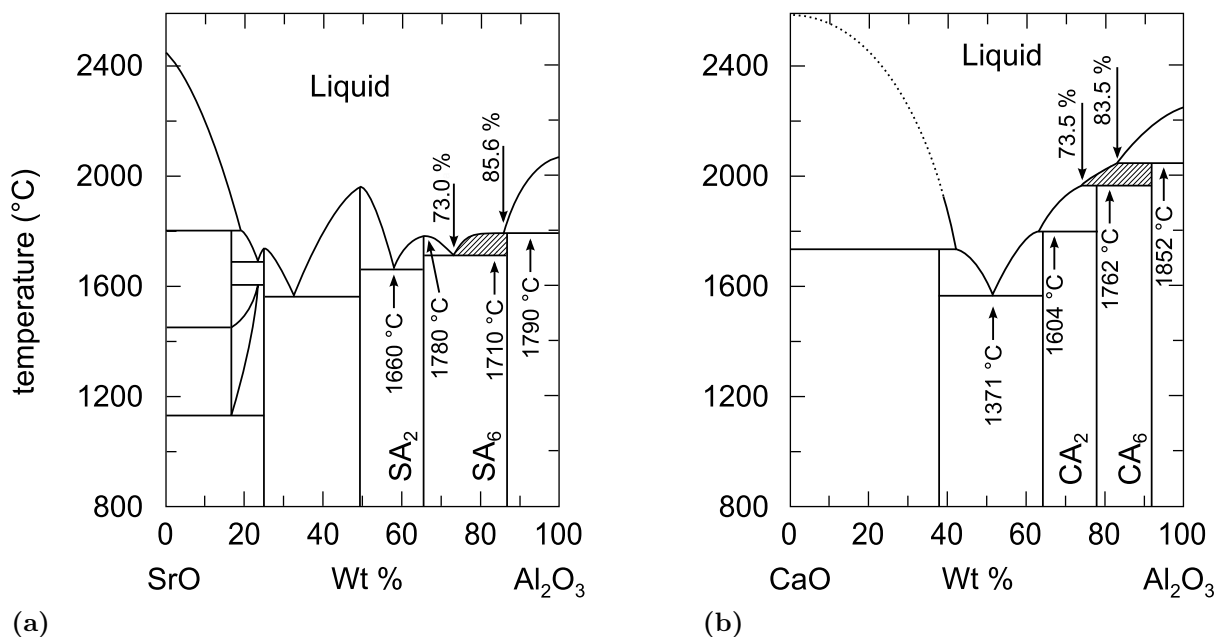 2400
2000
1600
1200
800
temperature (°C)
Liquid
73.0 %
85.6 %
1660 °C
1780 °C
1710 °C
1790 °C
SA₂
SA₆
0
20
40
60
80
100
SrO
Wt %
Al₂O₃
(a)
2400
2000
1600
1200
800
Liquid
73.5 %
83.5 %
1371 °C
1604 °C
1762 °C
1852 °C
CA₂
CA₆
0
20
40
60
80
100
CaO
Wt %
Al₂O₃
(b)